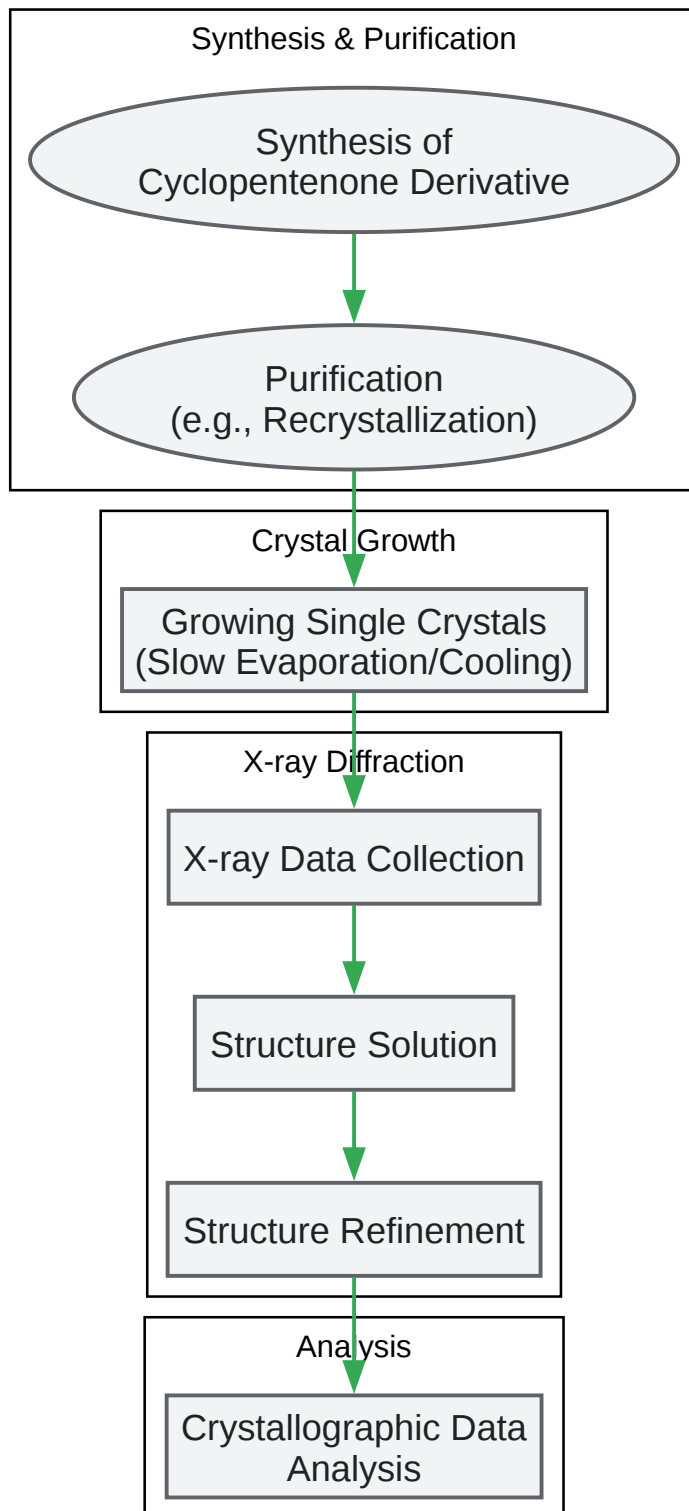 Synthesis & Purification
Synthesis of
Cyclopentenone Derivative
Purification
(e.g., Recrystallization)
Crystal Growth
Growing Single Crystals
(Slow Evaporation/Cooling)
X-ray Diffraction
X-ray Data Collection
Structure Solution
Structure Refinement
Analysis
Crystallographic Data
Analysis